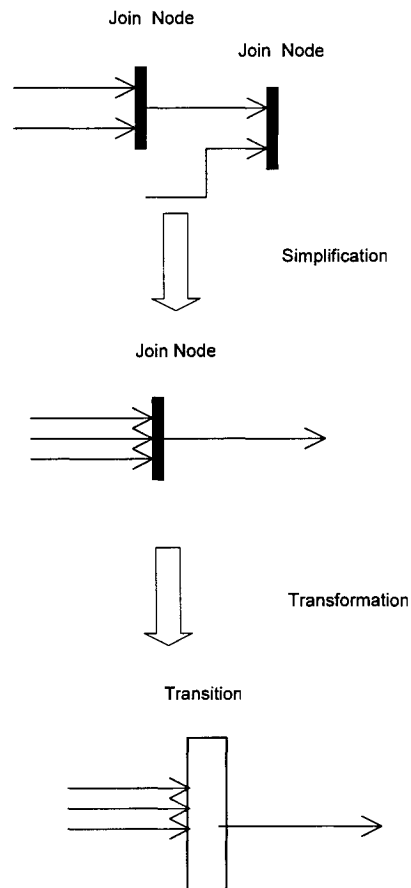 Join Node
Join Node
Simplification
Join Node
Transformation
Transition